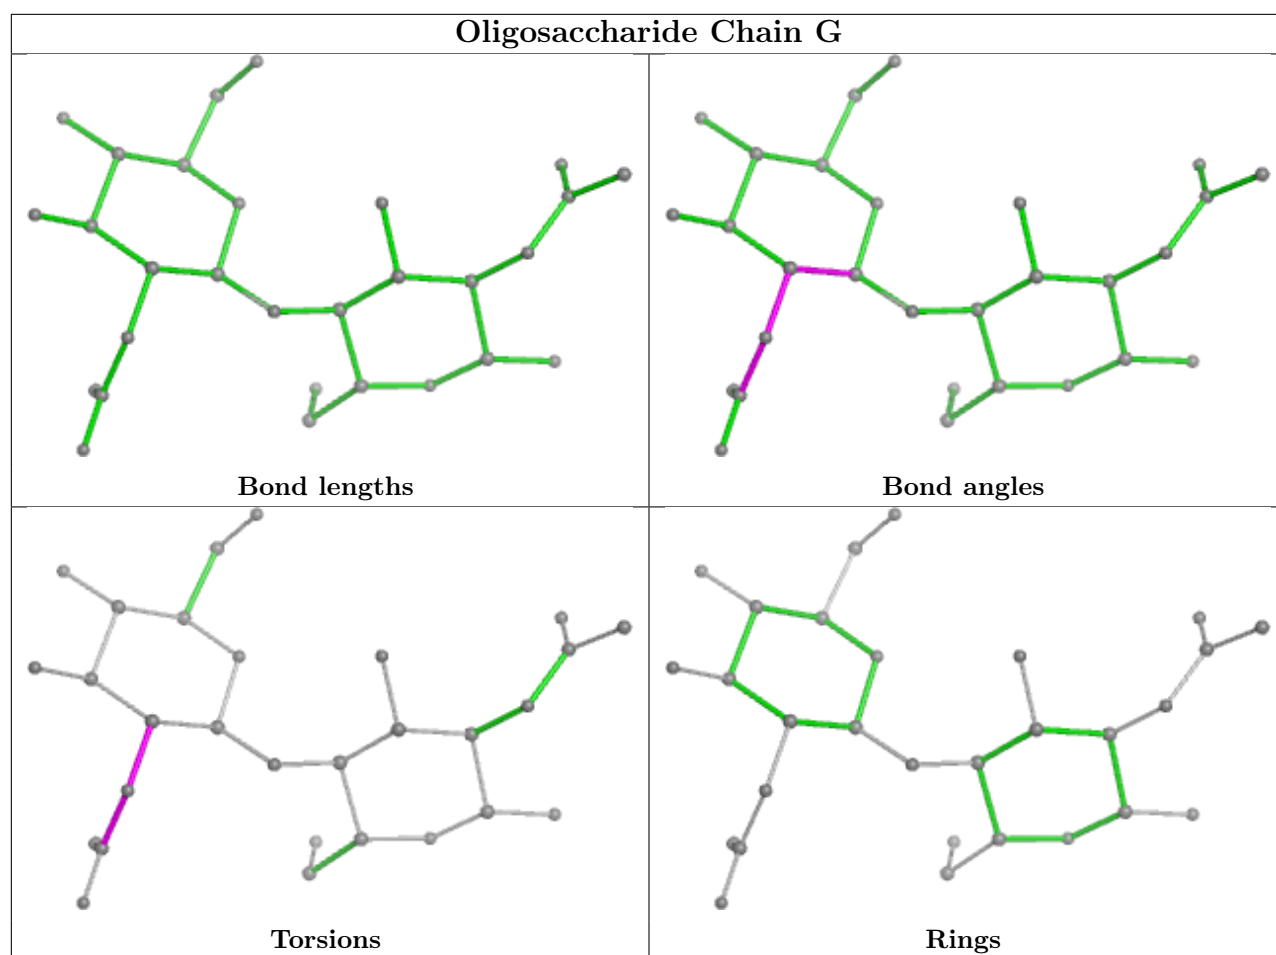 Oligosaccharide Chain G
Bond lengths
Bond angles
Torsions
Rings